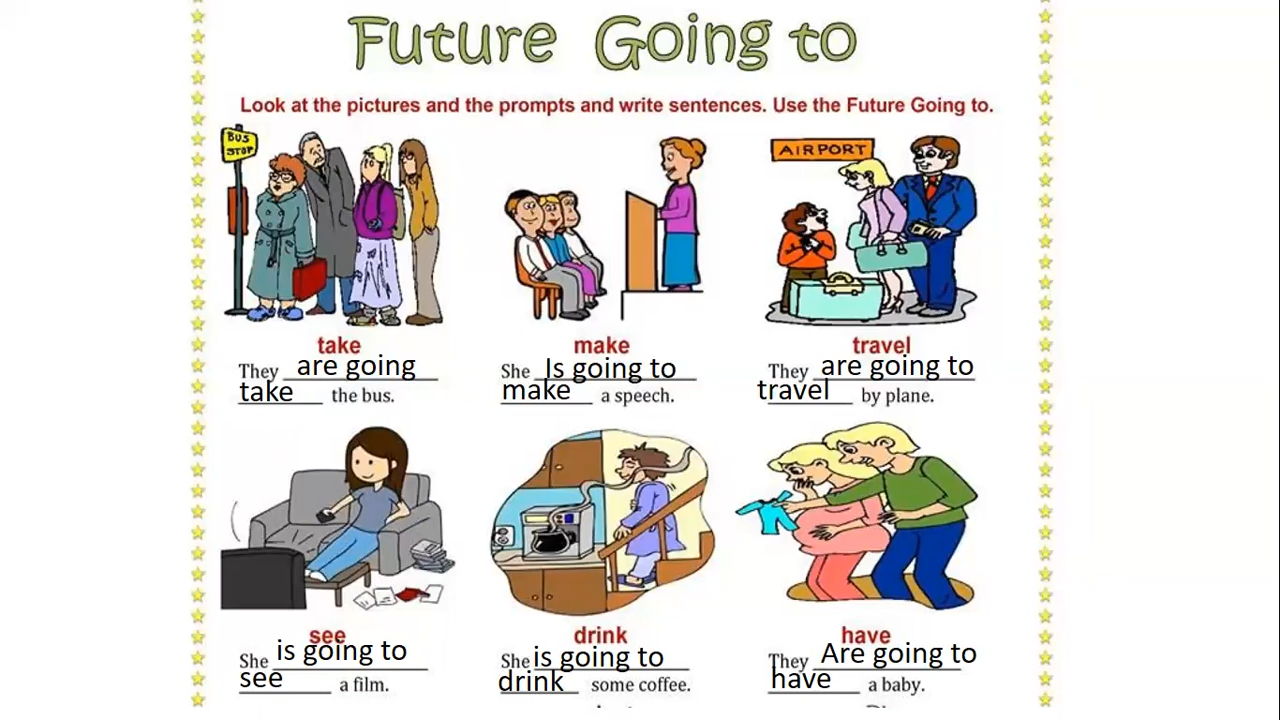 Future Going to
Look at the pictures and the prompts and write sentences. Use the Future Going to.
BUS
STOP
AIRPORT
take
They are going
take the bus.
make
She Is going to
make a speech.
travel
They are going to
travel by plane.
see
She is going to
see a film.
drink
She is going to
drink some coffee.
have
They Are going to
have a baby.